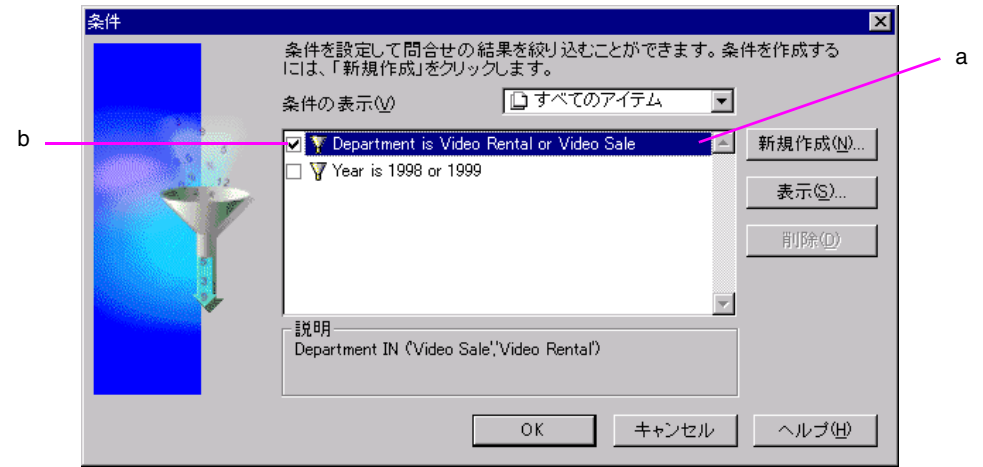 条件
条件を設定して問合せの結果を絞り込むことができます。条件を作成する
には、「新規作成」をクリックします。
a
条件の表示(V)
すべてのアイテム
b
Department is Video Rental or Video Sale
新規作成(N)...
Year is 1998 or 1999
表示(S)...
削除(D)
説明
Department IN ('Video Sale','Video Rental')
OK
キャンセル
ヘルプ(H)